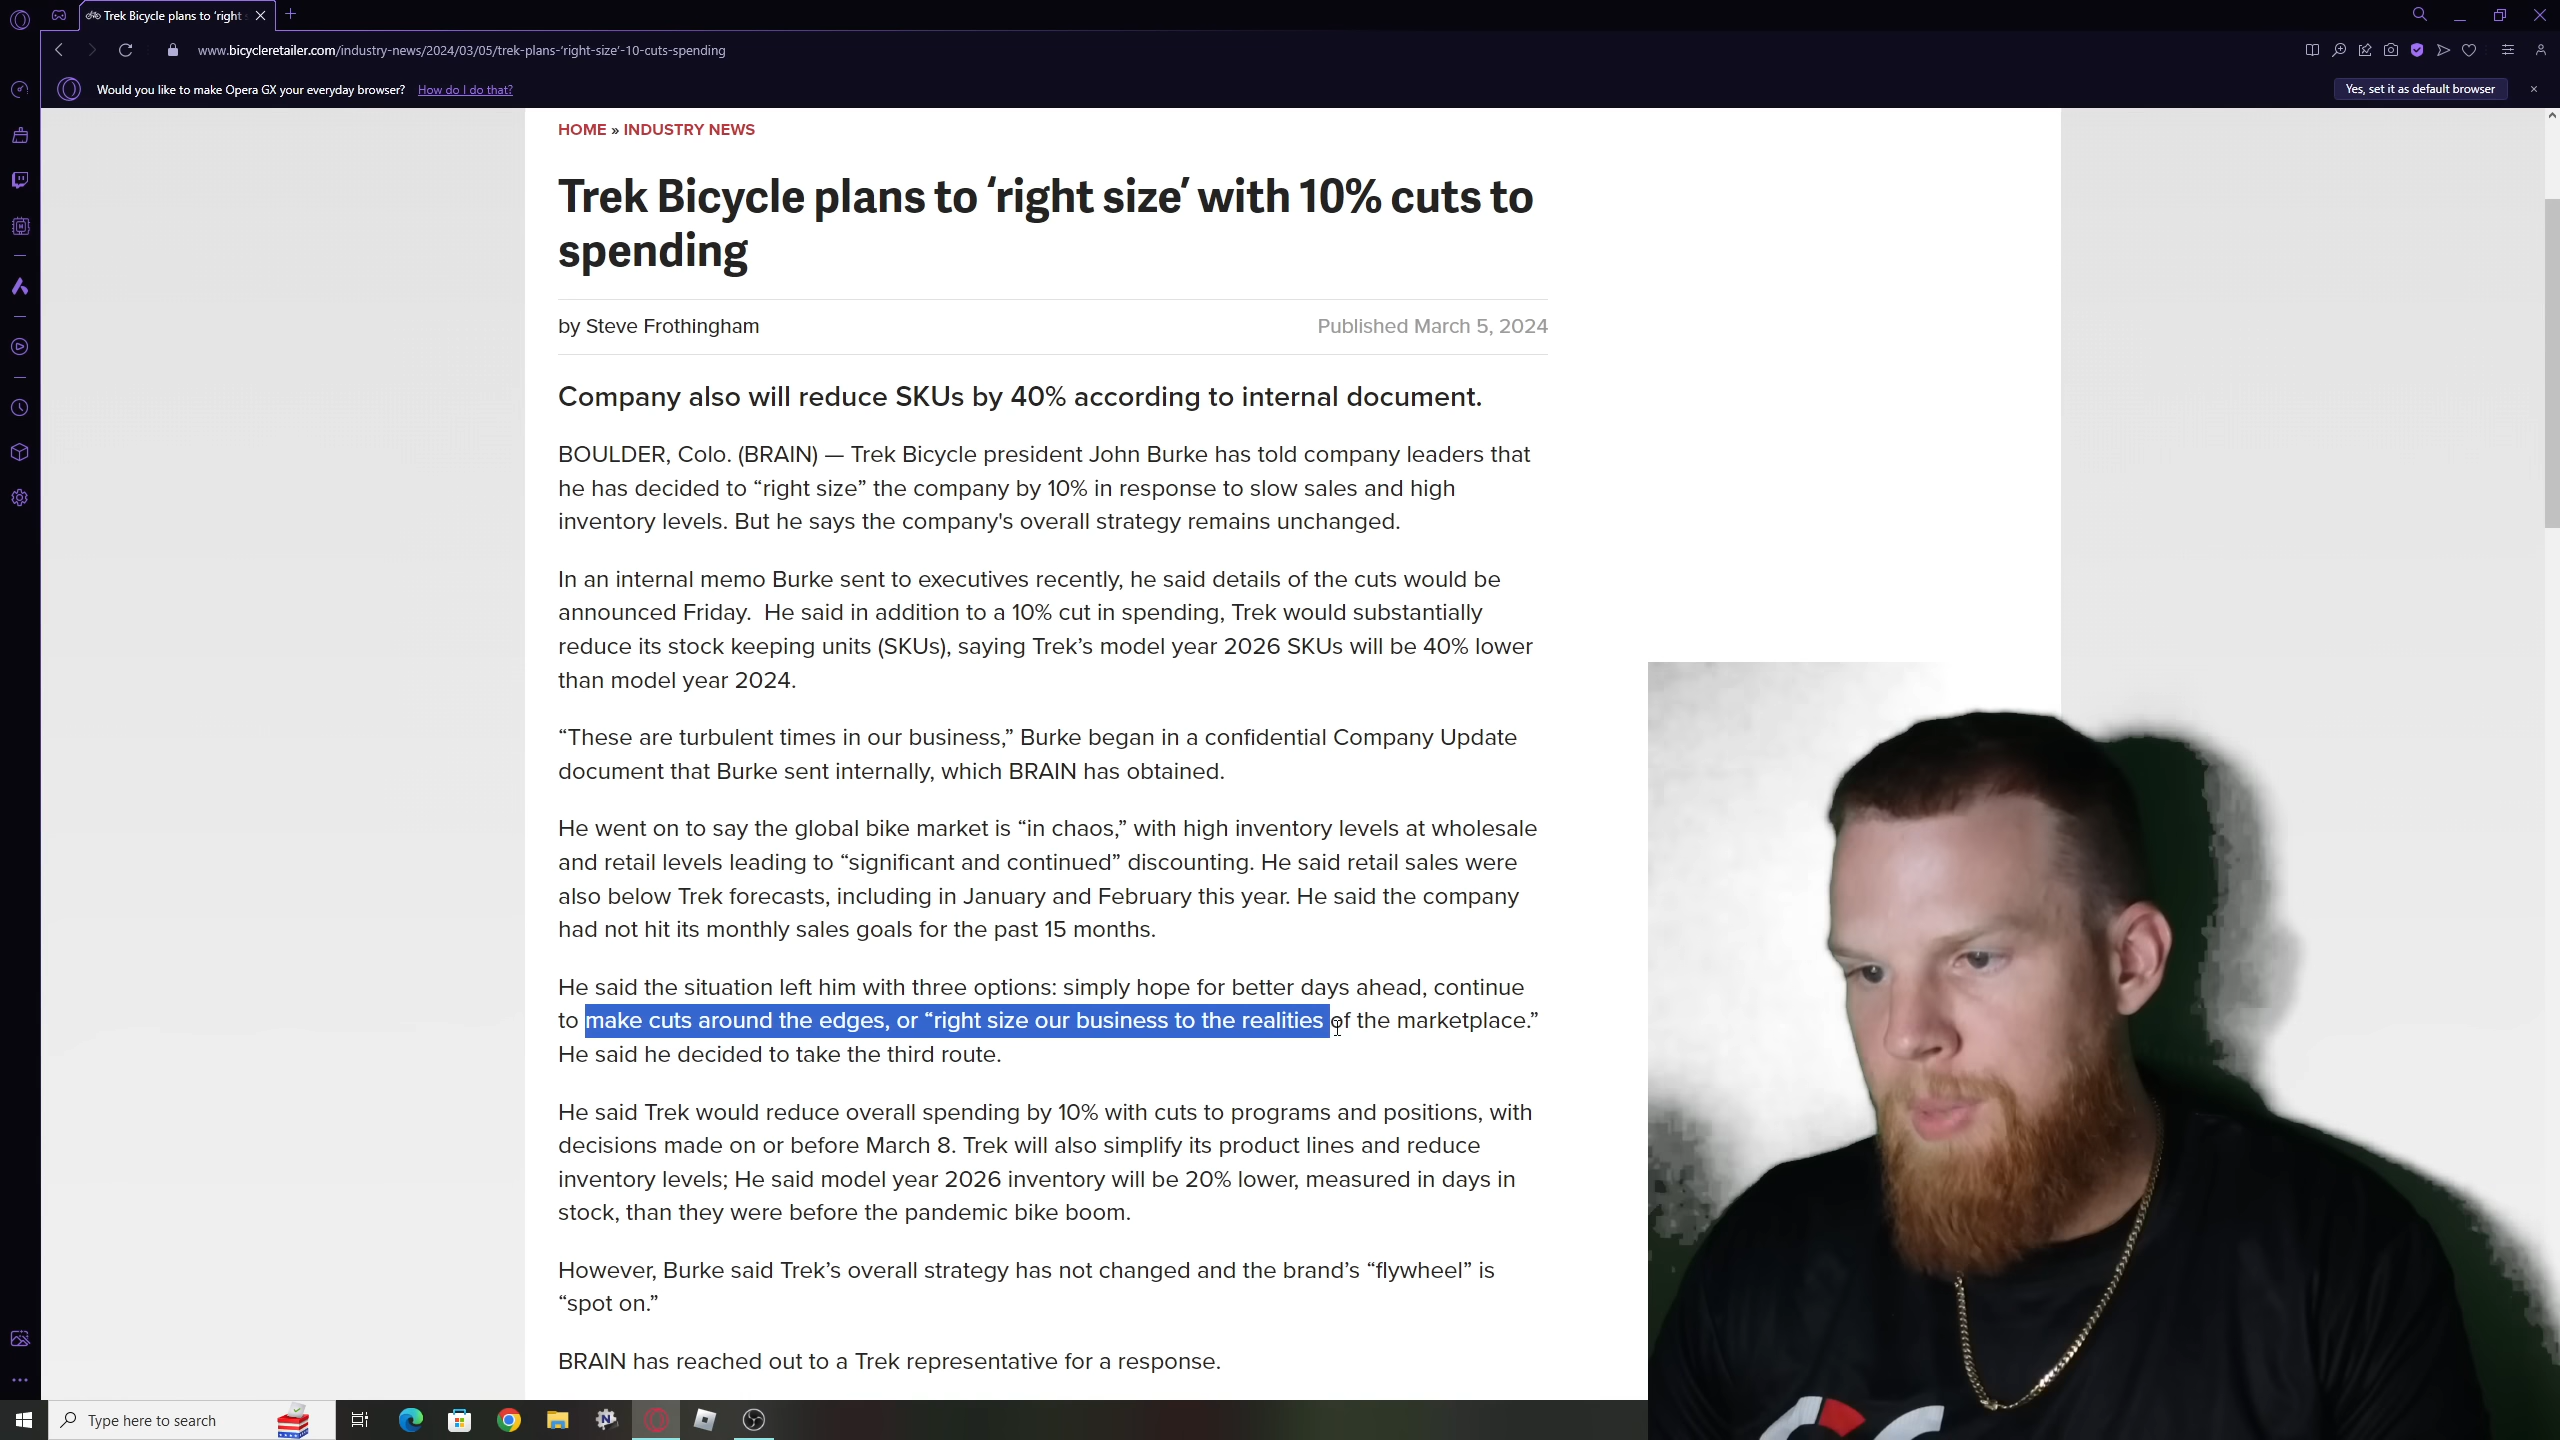 Trek Bicycle plans to ‘right
www.bicycleretailer.com/industry-news/2024/03/05/trek-plans-‘right-size’-10-cuts-spending
Would you like to make Opera GX your everyday browser? How do I do that? Yes, set it as default browser
HOME » INDUSTRY NEWS
Trek Bicycle plans to ‘right size’ with 10% cuts to
spending
by Steve Frothingham Published March 5, 2024
Company also will reduce SKUs by 40% according to internal document.
BOULDER, Colo. (BRAIN) — Trek Bicycle president John Burke has told company leaders that
he has decided to “right size” the company by 10% in response to slow sales and high
inventory levels. But he says the company's overall strategy remains unchanged.
In an internal memo Burke sent to executives recently, he said details of the cuts would be
announced Friday.  He said in addition to a 10% cut in spending, Trek would substantially
reduce its stock keeping units (SKUs), saying Trek’s model year 2026 SKUs will be 40% lower
than model year 2024.
“These are turbulent times in our business,” Burke began in a confidential Company Update
document that Burke sent internally, which BRAIN has obtained.
He went on to say the global bike market is “in chaos,” with high inventory levels at wholesale
and retail levels leading to “significant and continued” discounting. He said retail sales were
also below Trek forecasts, including in January and February this year. He said the company
had not hit its monthly sales goals for the past 15 months.
He said the situation left him with three options: simply hope for better days ahead, continue
to make cuts around the edges, or “right size our business to the realities of the marketplace.”
He said he decided to take the third route.
He said Trek would reduce overall spending by 10% with cuts to programs and positions, with
decisions made on or before March 8. Trek will also simplify its product lines and reduce
inventory levels; He said model year 2026 inventory will be 20% lower, measured in days in
stock, than they were before the pandemic bike boom.
However, Burke said Trek’s overall strategy has not changed and the brand’s “flywheel” is
“spot on.”
BRAIN has reached out to a Trek representative for a response.
Type here to search